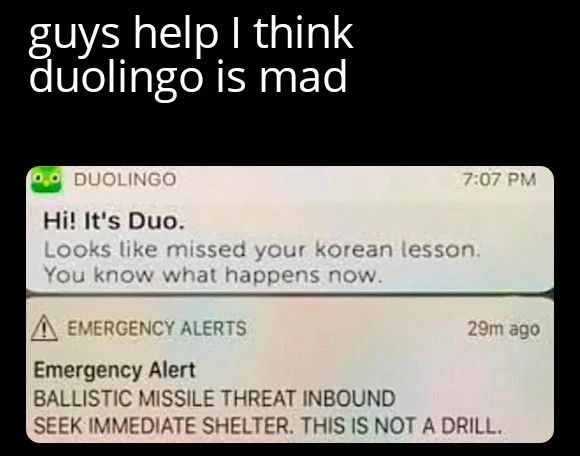 guys help I think
duolingo is mad
DUOLINGO 7:07 PM
Hi! It's Duo.
Looks like missed your korean lesson.
You know what happens now.
EMERGENCY ALERTS 29m ago
Emergency Alert
BALLISTIC MISSILE THREAT INBOUND
SEEK IMMEDIATE SHELTER. THIS IS NOT A DRILL.